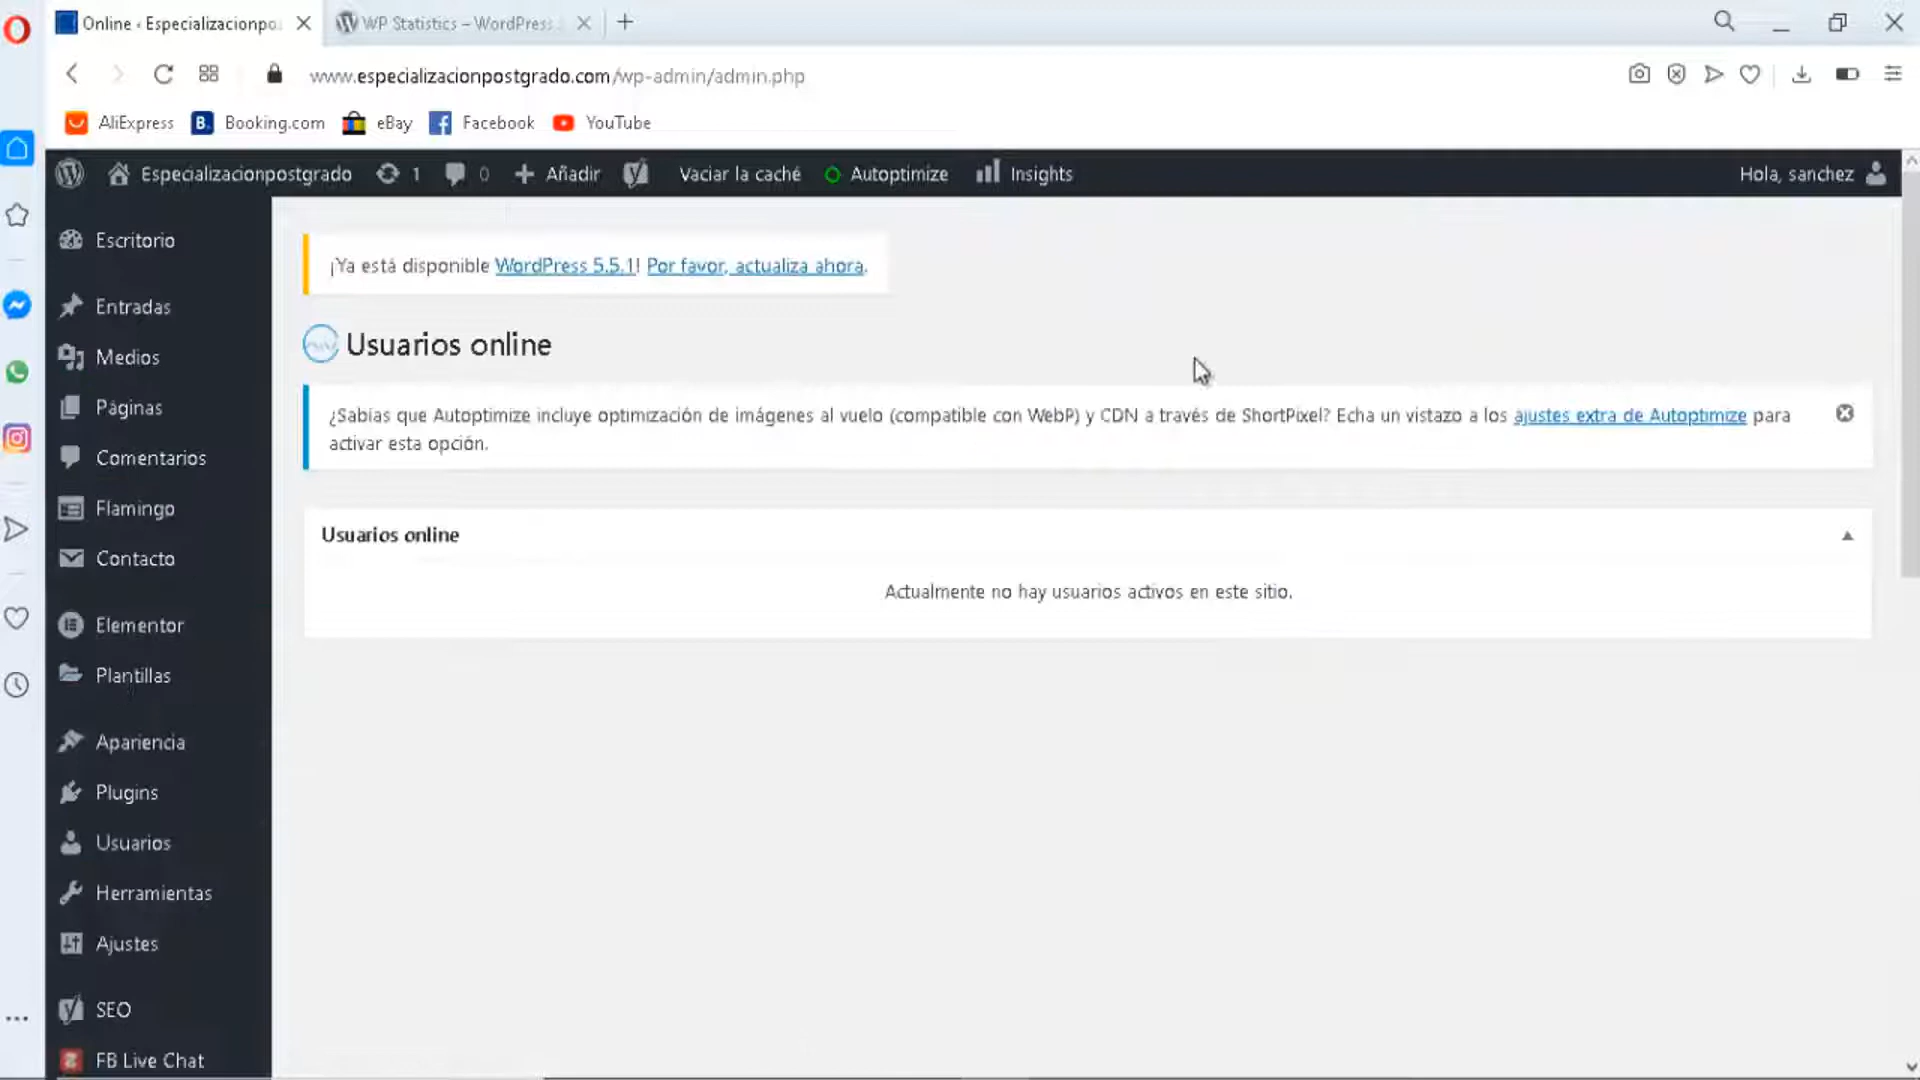 Online ‹ Especializacionpo
WP Statistics – WordPress
www.especializacionpostgrado.com/wp-admin/admin.php
AliExpress
Booking.com
eBay
Facebook
YouTube
Especializacionpostgrado
1
0
Añadir
Vaciar la caché
Autoptimize
Insights
Hola, sanchez
Escritorio
Entradas
Medios
Páginas
Comentarios
Flamingo
Contacto
Elementor
Plantillas
Apariencia
Plugins
Usuarios
Herramientas
Ajustes
SEO
FB Live Chat
¡Ya está disponible WordPress 5.5.1! Por favor, actualiza ahora.
Usuarios online
¿Sabías que Autoptimize incluye optimización de imágenes al vuelo (compatible con WebP) y CDN a través de ShortPixel? Echa un vistazo a los ajustes extra de Autoptimize para
activar esta opción.
Usuarios online
Actualmente no hay usuarios activos en este sitio.